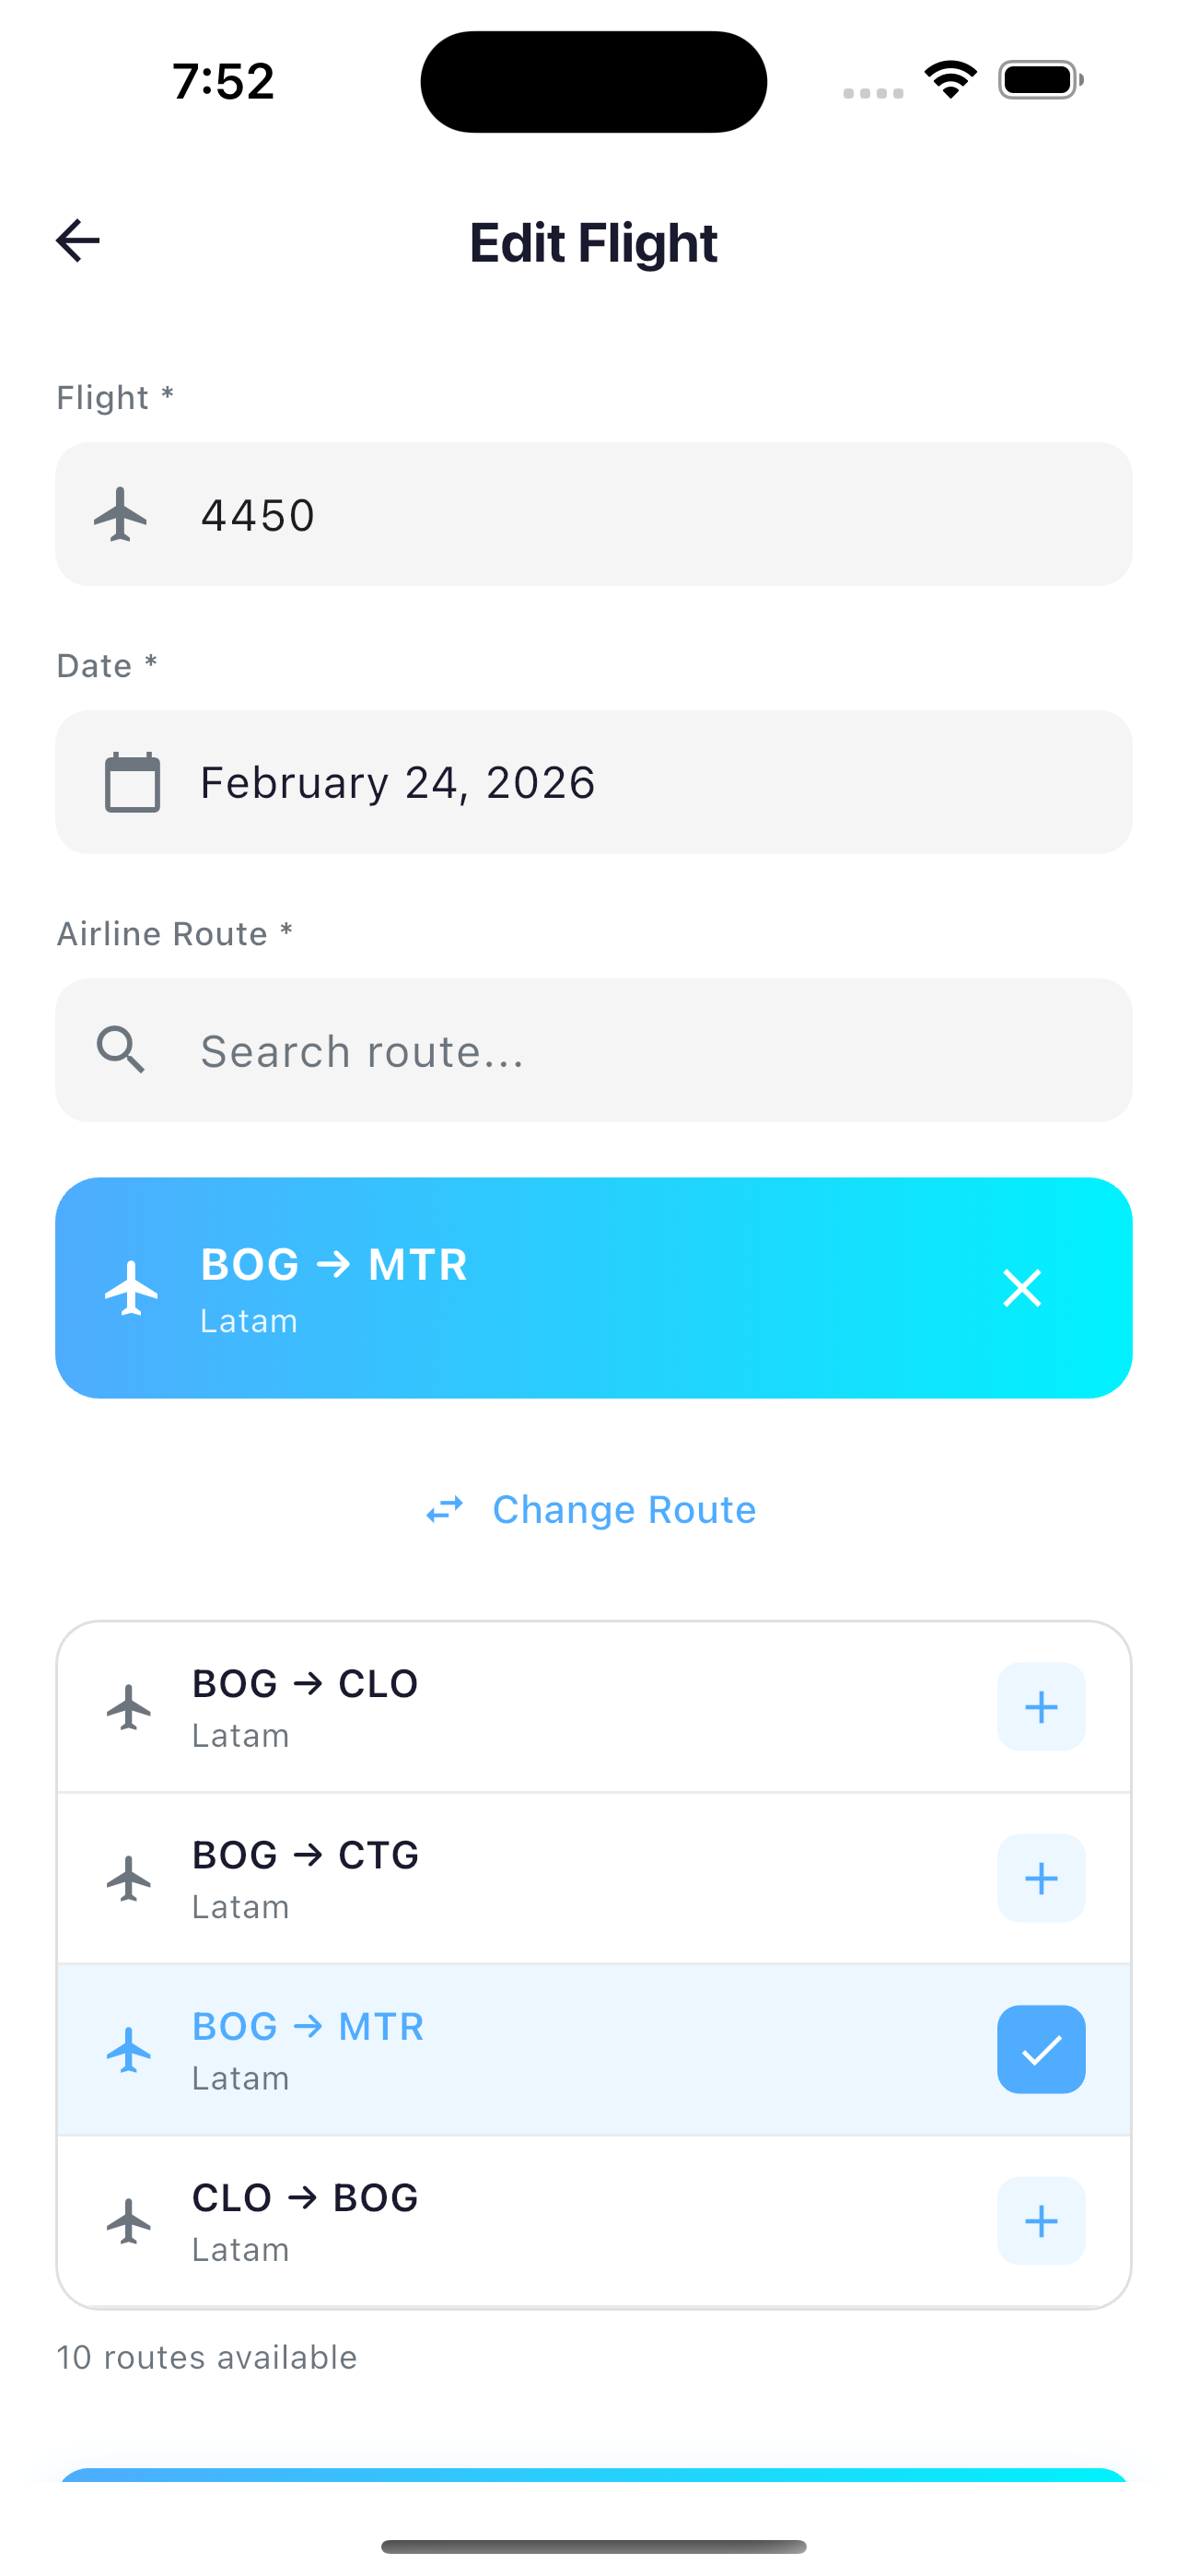 7:52
Edit Flight
Flight *
4450
Date *
February 24, 2026
Airline Route *
Search route...
BOG → MTR
Latam
Change Route
BOG → CLO
Latam
BOG → CTG
Latam
BOG → MTR
Latam
CLO → BOG
Latam
10 routes available